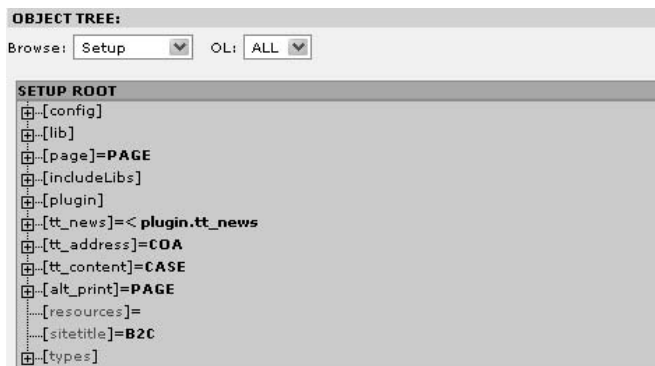 OBJECT TREE:
Browse: Setup OL: ALL
SETUP ROOT
[config]
[lib]
[page]=PAGE
[includeLibs]
[plugin]
[tt_news]=< plugin.tt_news
[tt_address]=COA
[tt_content]=CASE
[alt_print]=PAGE
[resources]=
[sitetitle]=B2C
[types]